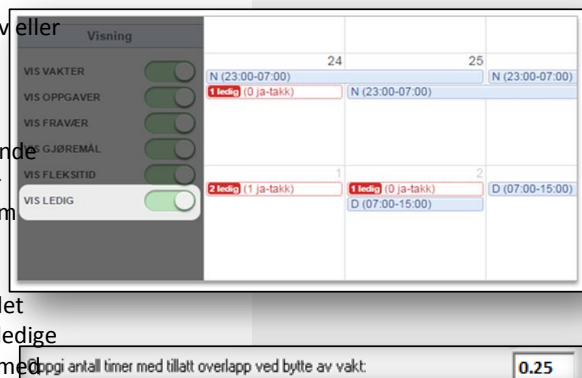 v eller
Visning
24 25
VIS VAKTER
N (23:00-07:00) N (23:00-07:00)
VIS OPPGAVER
1 ledig (0 ja-takk) N (23:00-07:00)
VIS FRAVÆR
nde
VIS GJØREMÅL
VIS FLEKSITID
1 2
m
VIS LEDIG
2 ledig (1 ja-takk) 1 ledig (0 ja-takk) D (07:00-15:00)
D (07:00-15:00)
let
ledige
med
Oppgi antall timer med tillatt overlapp ved bytte av vakt: 0.25